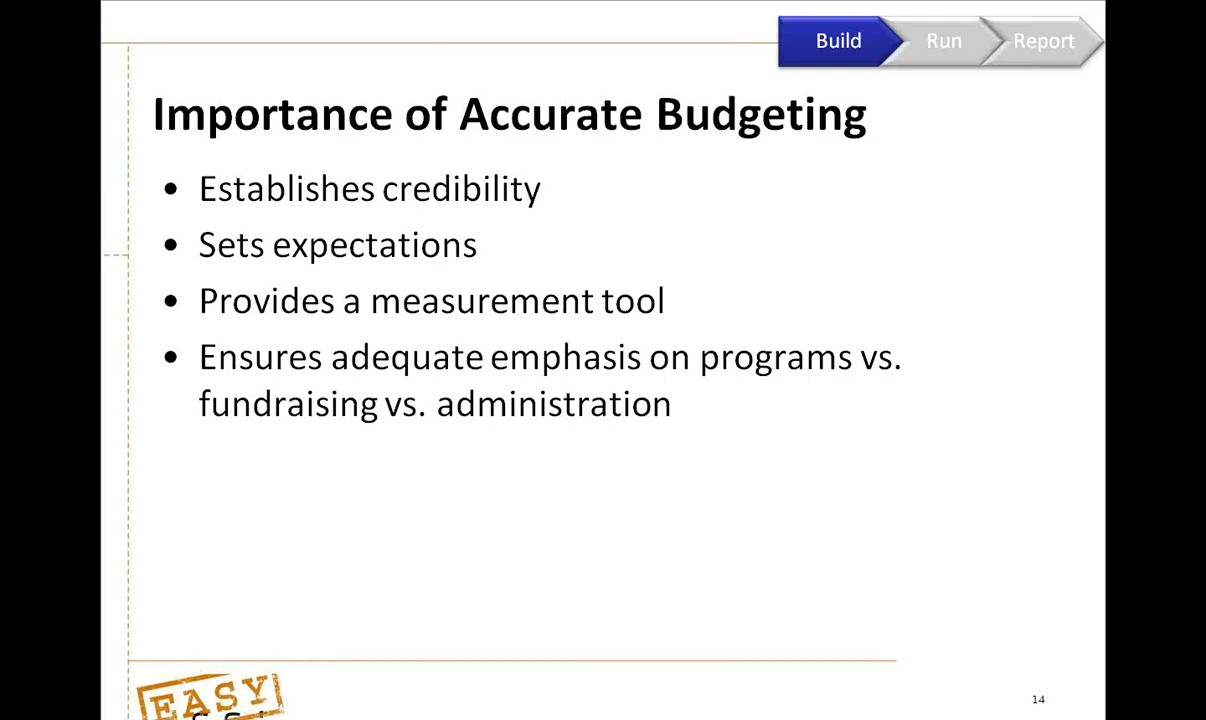 Build Run Report
Importance of Accurate Budgeting
• Establishes credibility
• Sets expectations
• Provides a measurement tool
• Ensures adequate emphasis on programs vs.
fundraising vs. administration
EASY
14